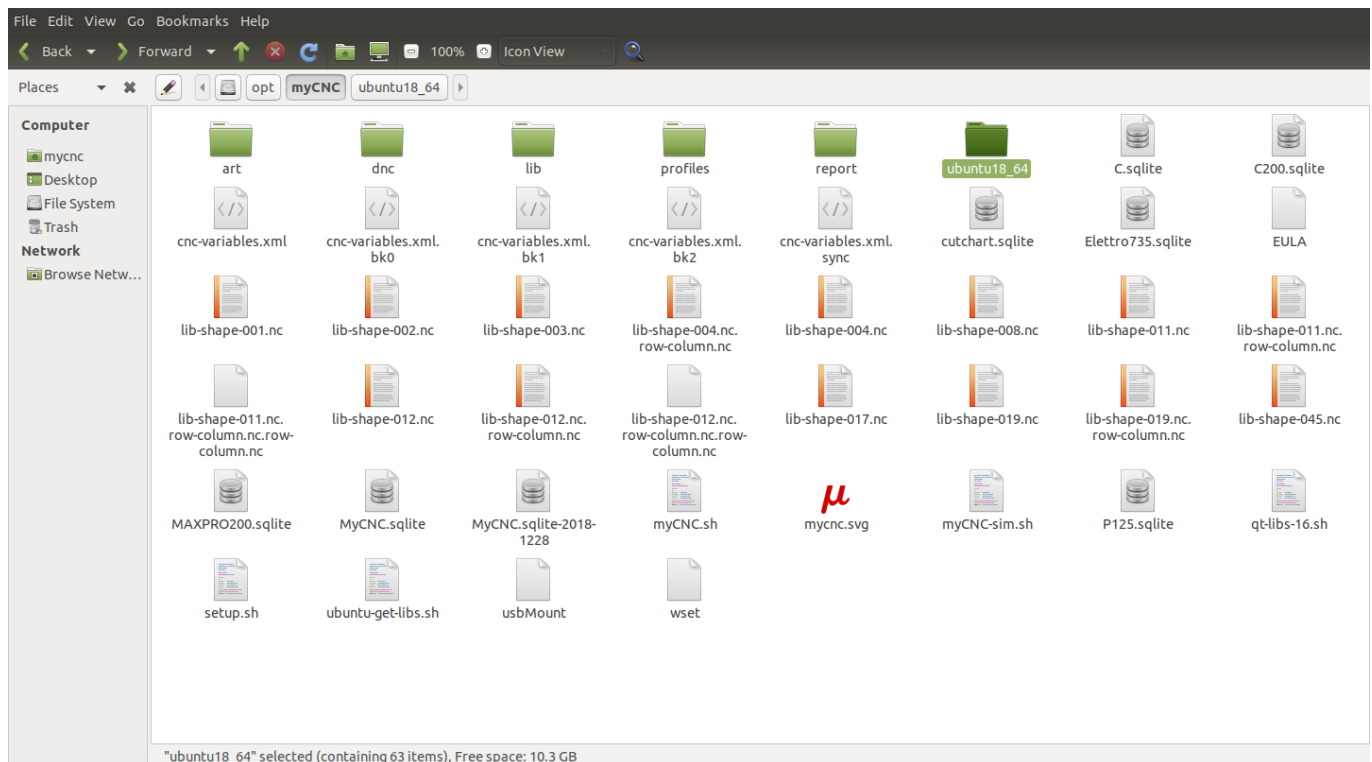 File Edit View Go Bookmarks Help
Back Forward 100% Icon View
Places opt myCNC ubuntu18_64
Computer
mycnc
Desktop
File System
Trash
Network
Browse Netw...
art dnc lib profiles report ubuntu18_64 C.sqlite C200.sqlite
cnc-variables.xml cnc-variables.xml. cnc-variables.xml. cnc-variables.xml. cnc-variables.xml. cutchart.sqlite Elettro735.sqlite EULA
bk0 bk1 bk2 sync
lib-shape-001.nc lib-shape-002.nc lib-shape-003.nc lib-shape-004.nc. lib-shape-004.nc lib-shape-008.nc lib-shape-011.nc lib-shape-011.nc.
row-column.nc row-column.nc
lib-shape-011.nc. lib-shape-012.nc lib-shape-012.nc. lib-shape-012.nc. lib-shape-017.nc lib-shape-019.nc lib-shape-019.nc. lib-shape-045.nc
row-column.nc.row- row-column.nc row-column.nc.row- row-column.nc
column.nc column.nc
MAXPRO200.sqlite MyCNC.sqlite MyCNC.sqlite-2018- myCNC.sh mycnc.svg myCNC-sim.sh P125.sqlite qt-libs-16.sh
1228
setup.sh ubuntu-get-libs.sh usbMount wset
"ubuntu18_64" selected (containing 63 items), Free space: 10.3 GB